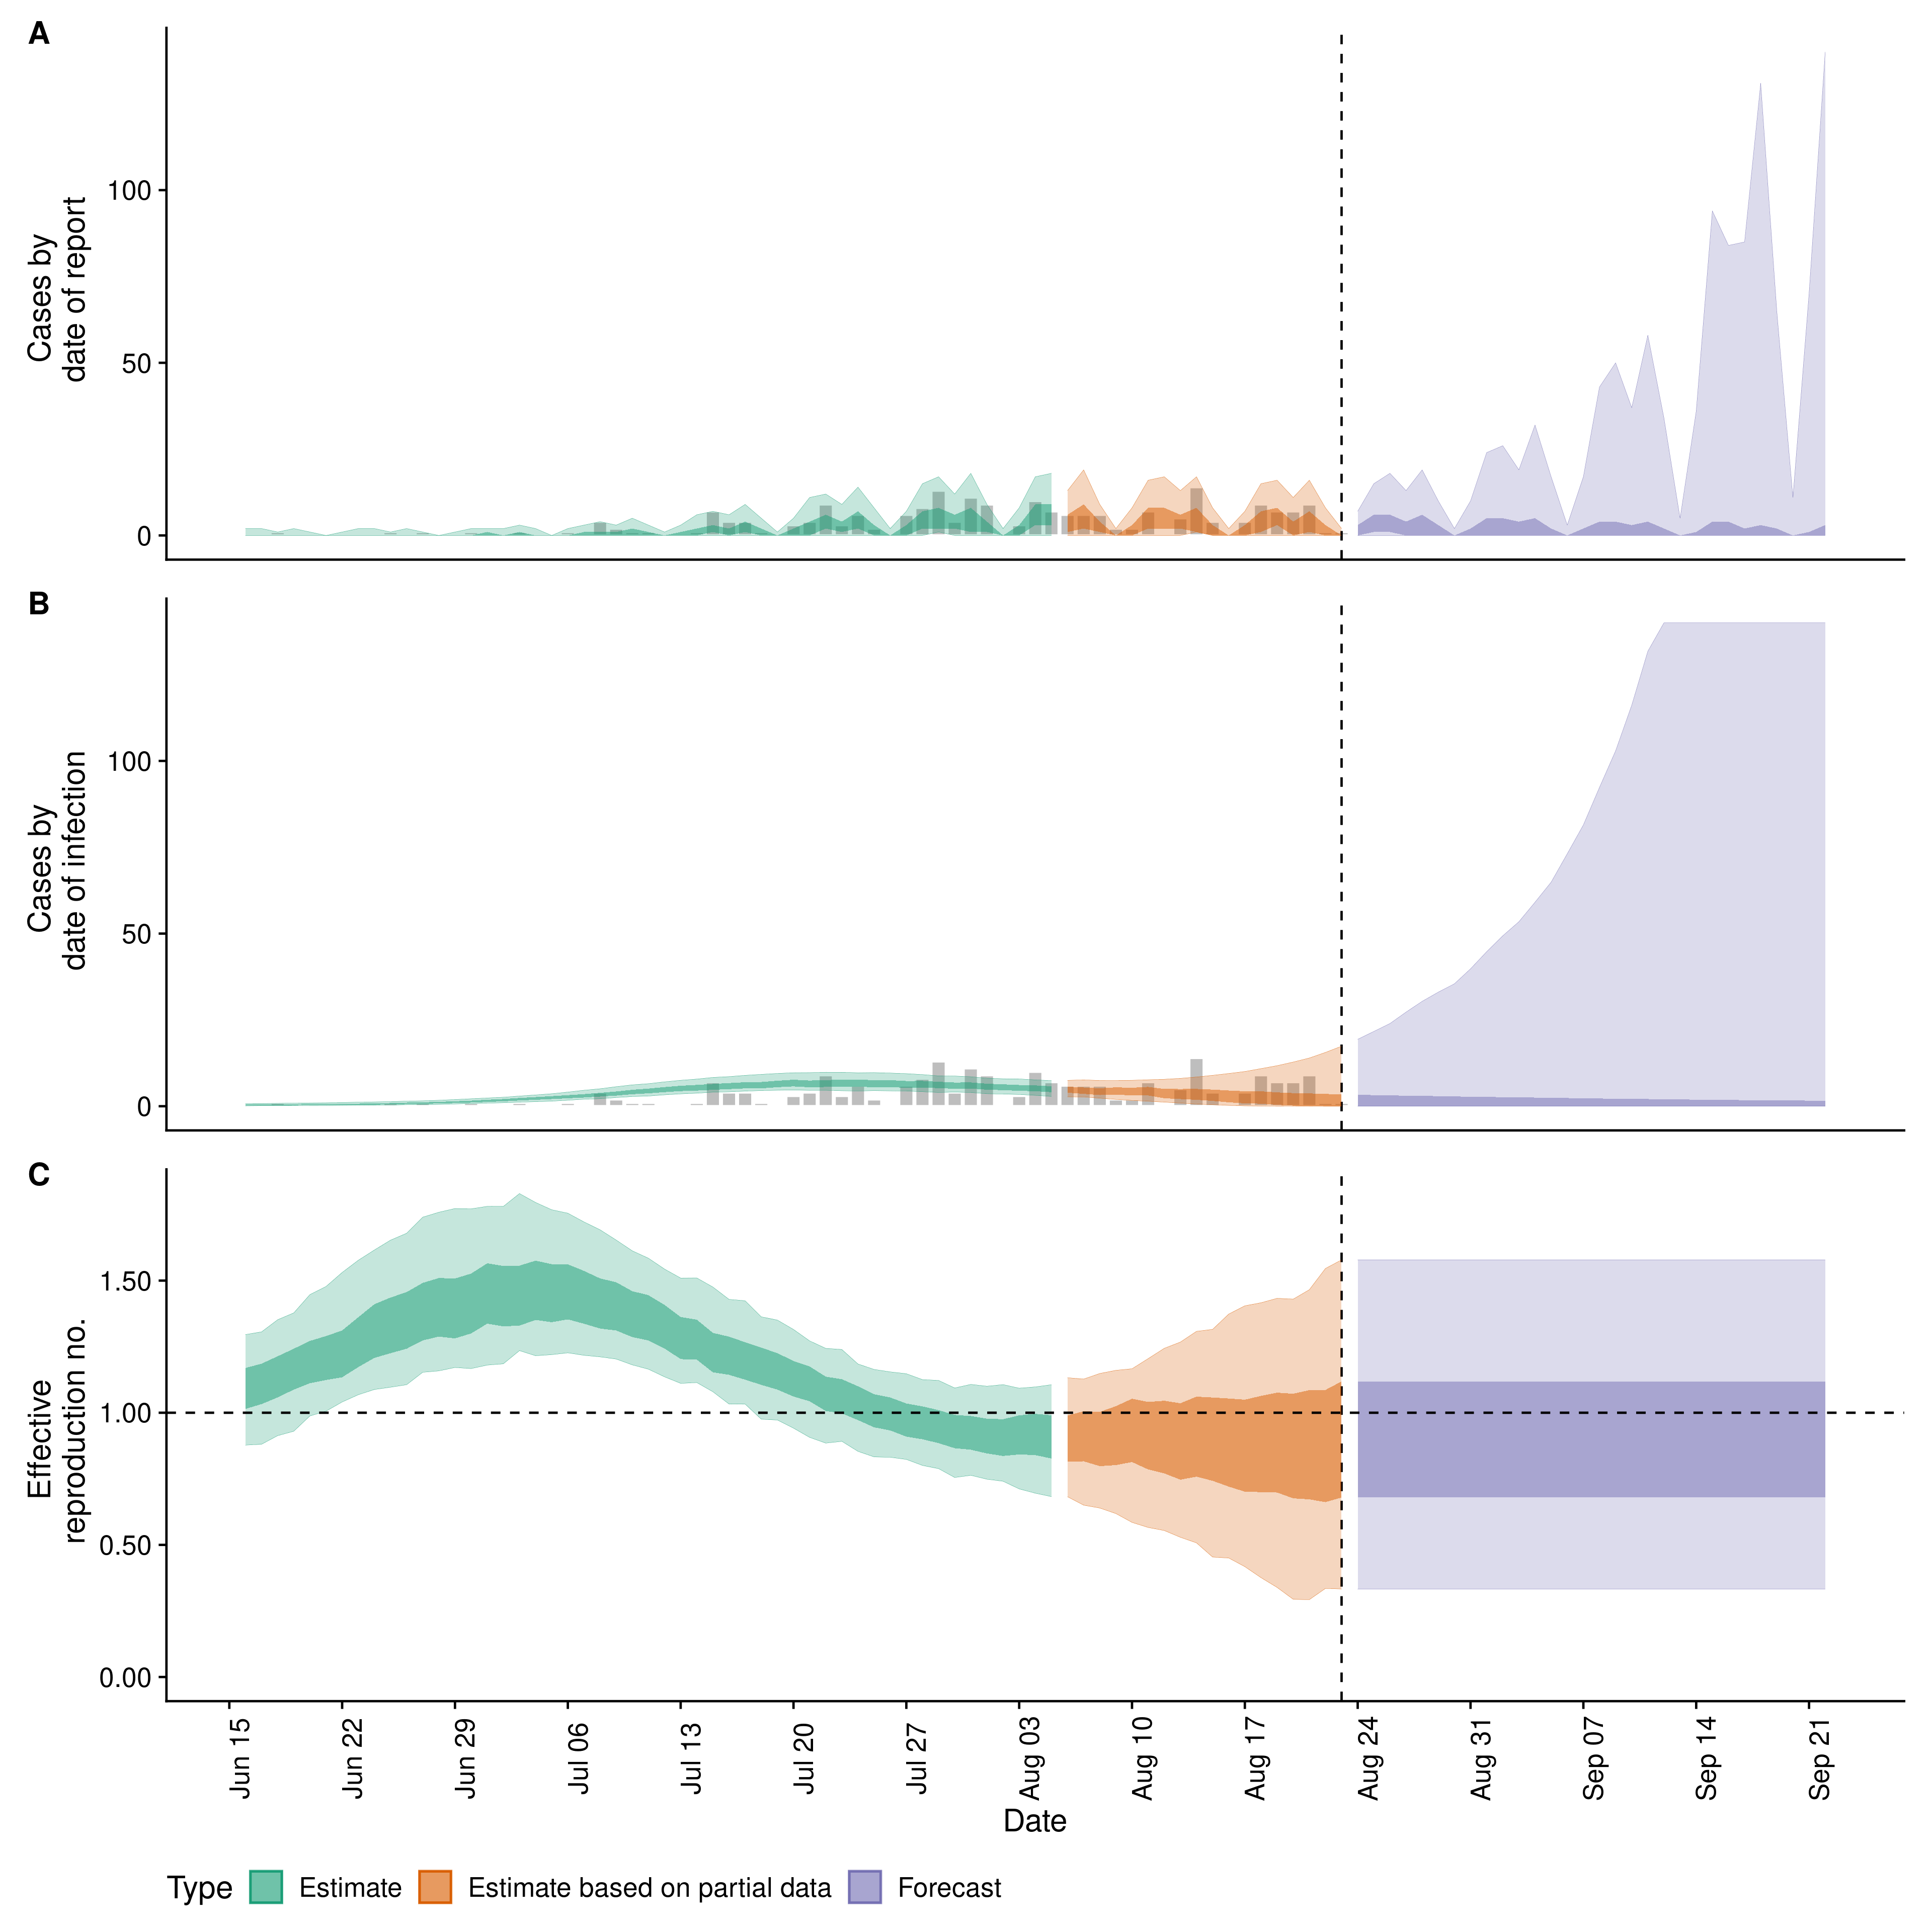 A
Cases by
date of report
100
50
0
B
Cases by
date of infection
100
50
0
C
Effective
reproduction no.
1.50
1.00
0.50
0.00
Jun 15
Jun 22
Jun 29
Jul 06
Jul 13
Jul 20
Jul 27
Aug 03
Aug 10
Aug 17
Aug 24
Aug 31
Sep 07
Sep 14
Sep 21
Date
Type Estimate Estimate based on partial data Forecast